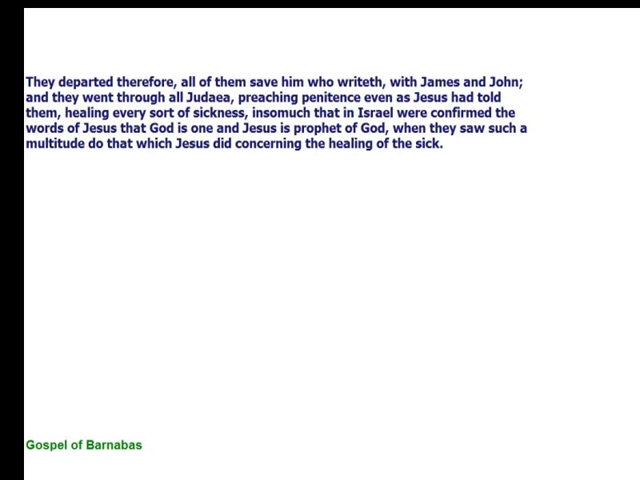 They departed therefore, all of them save him who writeth, with James and John;
and they went through all Judaea, preaching penitence even as Jesus had told
them, healing every sort of sickness, insomuch that in Israel were confirmed the
words of Jesus that God is one and Jesus is prophet of God, when they saw such a
multitude do that which Jesus did concerning the healing of the sick.
Gospel of Barnabas